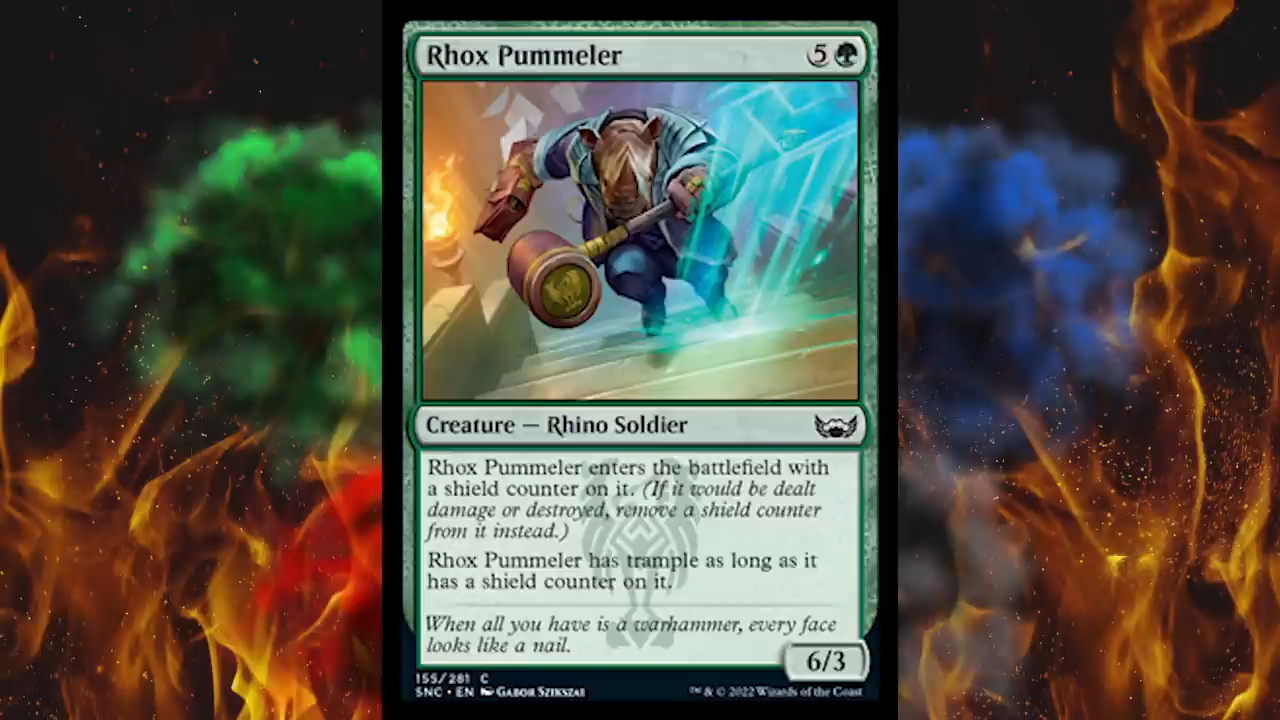 Rhox Pummeler 5
Creature — Rhino Soldier
Rhox Pummeler enters the battlefield with
a shield counter on it. (If it would be dealt
damage or destroyed, remove a shield counter
from it instead.)
Rhox Pummeler has trample as long as it
has a shield counter on it.
When all you have is a warhammer, every face
looks like a nail.
6/3
155/281 C
SNC • EN Gabor Szikszai ™ & © 2022 Wizards of the Coast